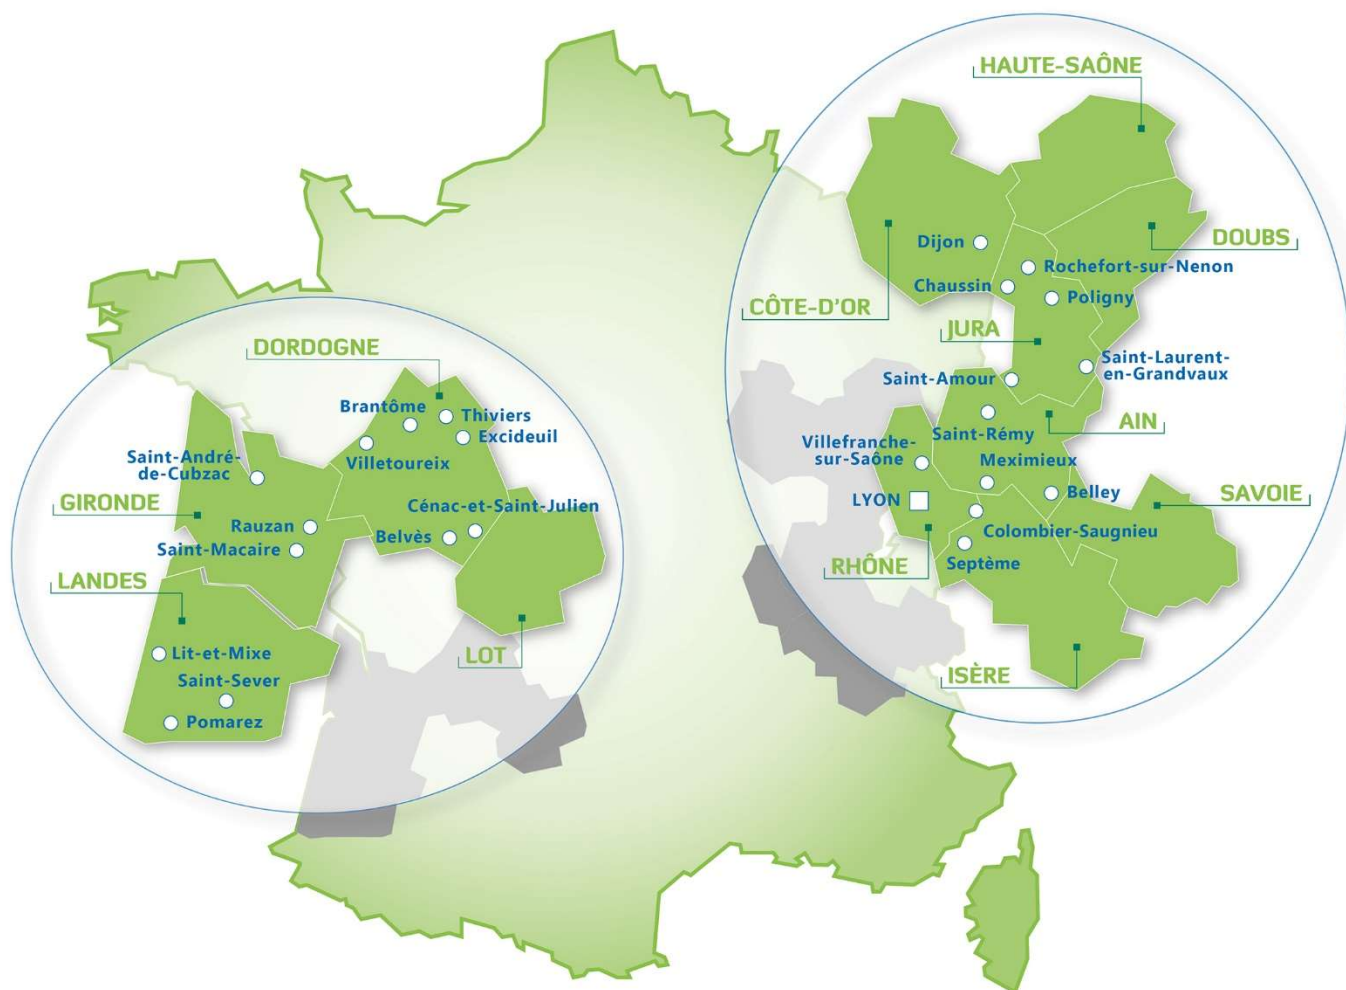 HAUTE-SAÔNE
DOUBS
Dijon
Rochefort-sur-Nenon
Chaussin
Poligny
CÔTE-D'OR
JURA
Saint-Laurent-
en-Grandvaux
Saint-Amour
AIN
Saint-Rémy
Villefranche-
sur-Saône
Meximieux
Belley
SAVOIE
LYON
Colombier-Saugnieu
Septème
RHÔNE
ISÈRE
DORDOGNE
Brantôme
Thiviers
Excideuil
Villetoureix
Saint-André-
de-Cubzac
GIRONDE
Cénac-et-Saint-Julien
Rauzan
Belvès
Saint-Macaire
LANDES
LOT
Lit-et-Mixe
Saint-Sever
Pomarez